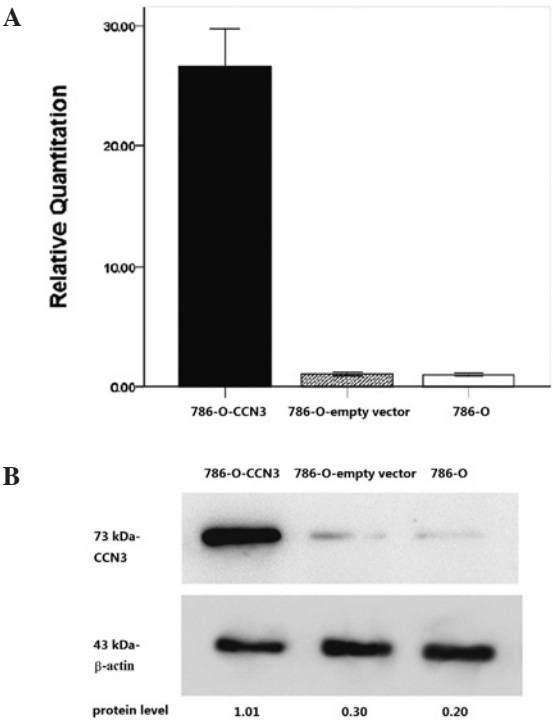 A
Relative Quantitation
30.00
20.00
10.00
0.00
786-O-CCN3 786-O-empty vector 786-O
B
786-O-CCN3 786-O-empty vector 786-O
73 kDa-
CCN3
43 kDa-
β-actin
protein level 1.01 0.30 0.20